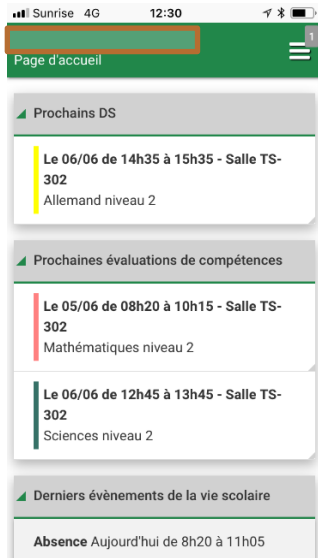 Sunrise 4G 12:30
1
Page d'accueil
Prochains DS
Le 06/06 de 14h35 à 15h35 - Salle TS-
302
Allemand niveau 2
Prochaines évaluations de compétences
Le 05/06 de 08h20 à 10h15 - Salle TS-
302
Mathématiques niveau 2
Le 06/06 de 12h45 à 13h45 - Salle TS-
302
Sciences niveau 2
Derniers évènements de la vie scolaire
Absence Aujourd'hui de 8h20 à 11h05